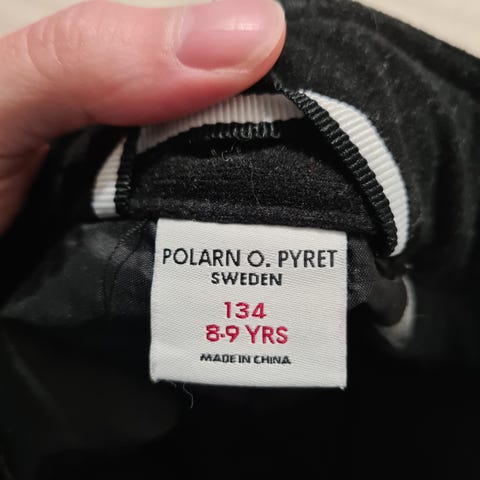 POLARN O. PYRET
SWEDEN
134
8-9 YRS
MADE IN CHINA